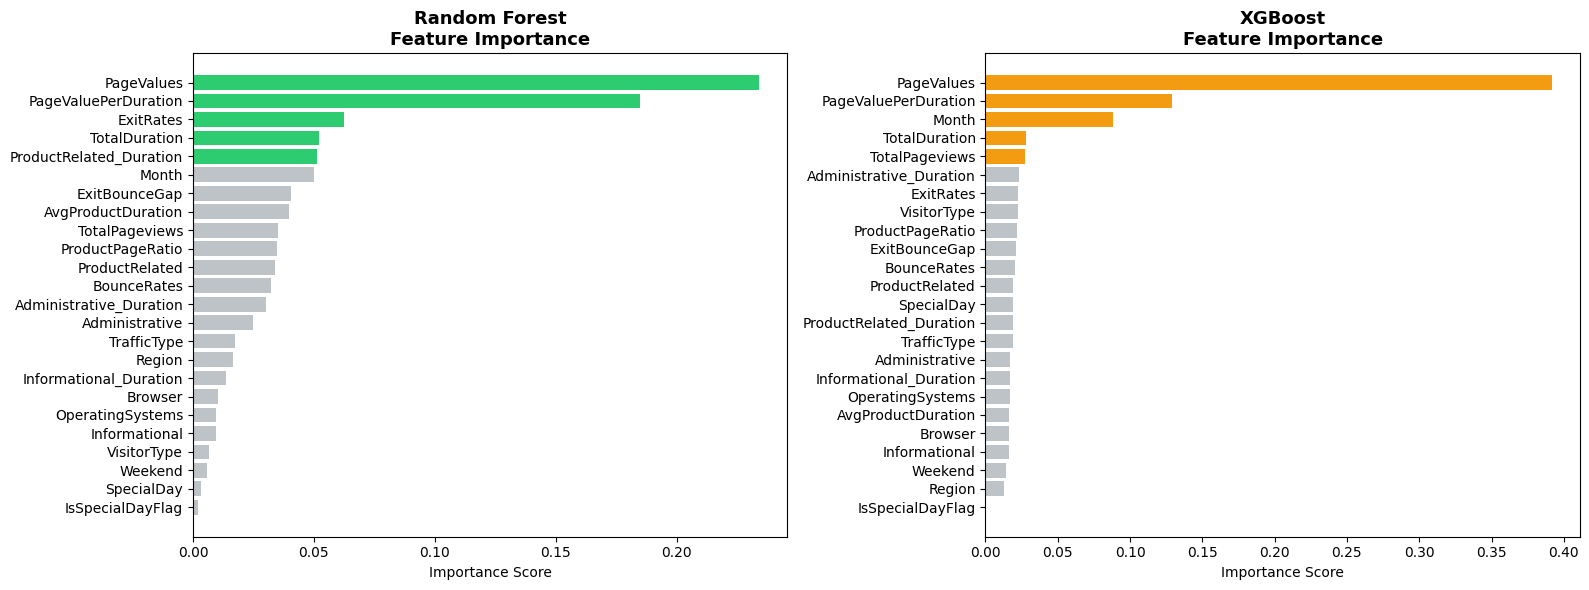 Random Forest
Feature Importance
PageValues
PageValuePerDuration
ExitRates
TotalDuration
ProductRelated_Duration
Month
ExitBounceGap
AvgProductDuration
TotalPageviews
ProductPageRatio
ProductRelated
BounceRates
Administrative_Duration
Administrative
TrafficType
Region
Informational_Duration
Browser
OperatingSystems
Informational
VisitorType
Weekend
SpecialDay
IsSpecialDayFlag
0.00 0.05 0.10 0.15 0.20
Importance Score
XGBoost
Feature Importance
PageValues
PageValuePerDuration
Month
TotalDuration
TotalPageviews
Administrative_Duration
ExitRates
VisitorType
ProductPageRatio
ExitBounceGap
BounceRates
ProductRelated
SpecialDay
ProductRelated_Duration
TrafficType
Administrative
Informational_Duration
OperatingSystems
AvgProductDuration
Browser
Informational
Weekend
Region
IsSpecialDayFlag
0.00 0.05 0.10 0.15 0.20 0.25 0.30 0.35 0.40
Importance Score